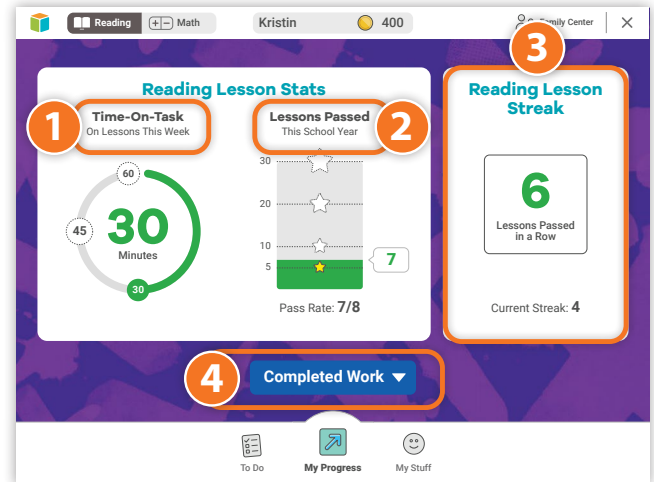 Reading
+ − Math
Kristin
400
Family Center
3
Reading Lesson Stats
1
Time-On-Task
On Lessons This Week
60
45
30
Minutes
30
Lessons Passed
This School Year
2
30
20
10
5
7
Pass Rate: 7/8
Reading Lesson
Streak
6
Lessons Passed
in a Row
Current Streak: 4
4
Completed Work
To Do
My Progress
My Stuff